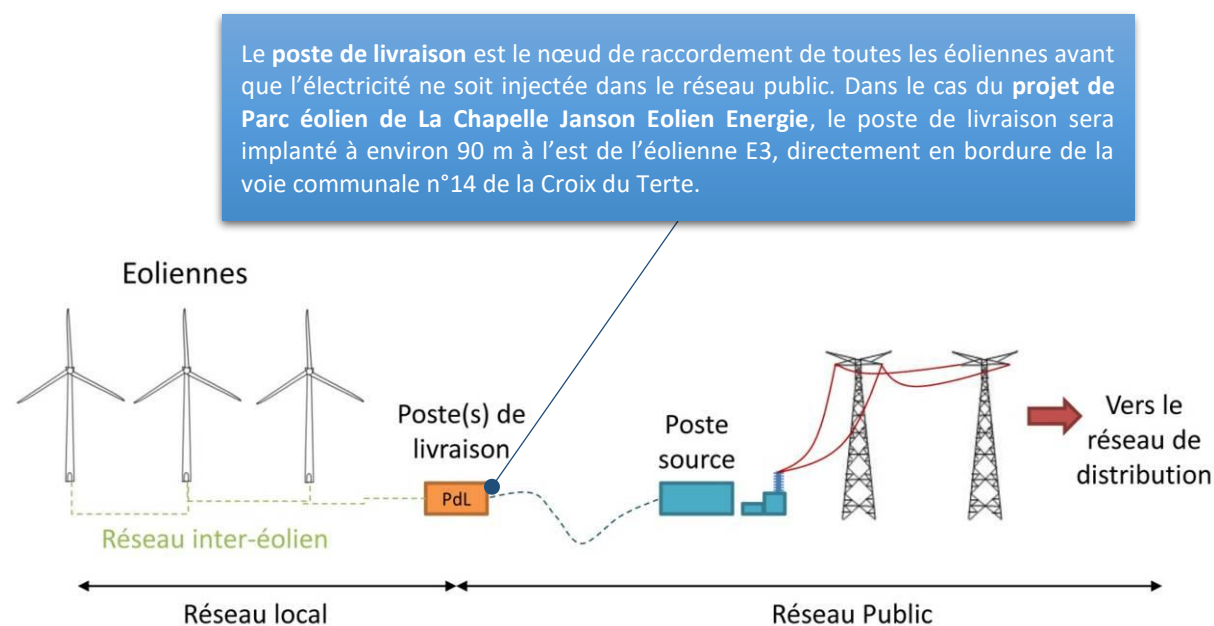 Le poste de livraison est le nœud de raccordement de toutes les éoliennes avant
que l'électricité ne soit injectée dans le réseau public. Dans le cas du projet de
Parc éolien de La Chapelle Janson Eolien Energie, le poste de livraison sera
implanté à environ 90 m à l'est de l'éolienne E3, directement en bordure de la
voie communale n°14 de la Croix du Terte.
Eoliennes
Poste(s) de
livraison
PdL
Poste
source
Vers le
réseau de
distribution
Réseau inter-éolien
Réseau local
Réseau Public